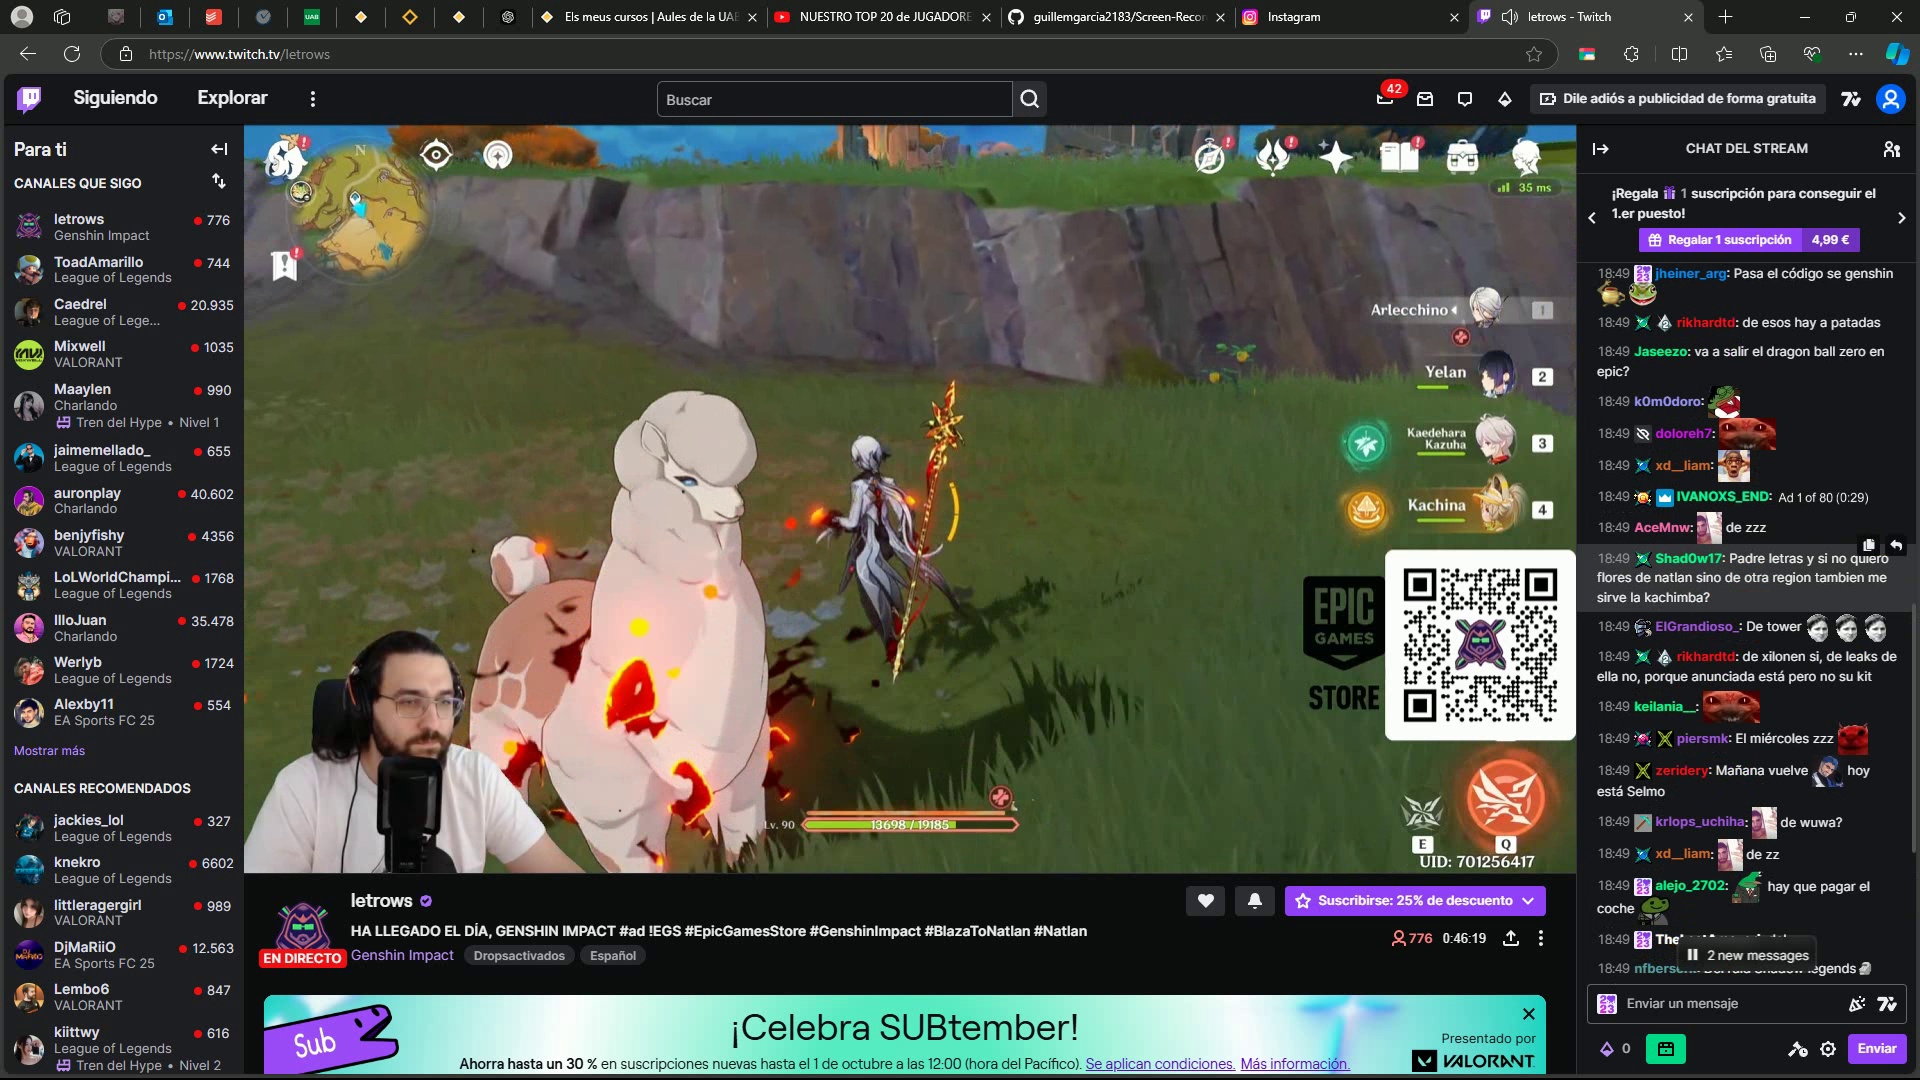 UAB
Els meus cursos | Aules de la UAB
NUESTRO TOP 20 de JUGADORE
guillemgarcia2183/Screen-Recor
Instagram
letrows - Twitch
https://www.twitch.tv/letrows
Siguiendo
Explorar
Buscar
42
Dile adiós a publicidad de forma gratuita
Para ti
CANALES QUE SIGO
letrows
776
Genshin Impact
ToadAmarillo
744
League of Legends
Caedrel
20.935
League of Lege...
Mixwell
1035
VALORANT
Maaylen
990
Charlando
Tren del Hype • Nivel 1
jaimemellado_
655
League of Legends
auronplay
40.602
Charlando
benjyfishy
4356
VALORANT
LoLWorldChampi...
1768
League of Legends
IlloJuan
35.478
Charlando
Werlyb
1724
League of Legends
Alexby11
554
EA Sports FC 25
Mostrar más
CANALES RECOMENDADOS
jackies_lol
327
League of Legends
knekro
6602
League of Legends
littleragergirl
989
VALORANT
DjMaRiiO
12.563
EA Sports FC 25
Lembo6
847
VALORANT
kiittwy
616
League of Legends
Tren del Hype • Nivel 2
N
35 ms
Arlecchino
1
Yelan
2
Kaedehara
Kazuha
3
Kachina
4
EPIC
GAMES
STORE
Lv. 90
13698 / 19185
E
Q
UID: 701256417
letrows
HA LLEGADO EL DÍA, GENSHIN IMPACT #ad !EGS #EpicGamesStore #GenshinImpact #BlazaToNatlan #Natlan
EN DIRECTO
Genshin Impact
Dropsactivados
Español
Suscribirse: 25% de descuento
776
0:46:19
Sub
¡Celebra SUBtember!
Ahorra hasta un 30 % en suscripciones nuevas hasta el 1 de octubre a las 12:00 (hora del Pacífico). Se aplican condiciones. Más información.
Presentado por
VALORANT
CHAT DEL STREAM
¡Regala 1 suscripción para conseguir el
1.er puesto!
Regalar 1 suscripción
4,99 €
18:49 jheiner_arg: Pasa el código se genshin
18:49 rikhardtd: de esos hay a patadas
18:49 Jaseezo: va a salir el dragon ball zero en
epic?
18:49 k0m0doro:
18:49 doloreh7:
18:49 xd__liam:
18:49 IVANOXS_END: Ad 1 of 80 (0:29)
18:49 AceMnw: de zzz
18:49 Shad0w17: Padre letras y si no quiero
flores de natlan sino de otra region tambien me
sirve la kachimba?
18:49 ElGrandioso_: De tower
18:49 rikhardtd: de xilonen si, de leaks de
ella no, porque anunciada está pero no su kit
18:49 keilania__:
18:49 piersmk: El miércoles zzz
18:49 zeridery: Mañana vuelve hoy
está Selmo
18:49 krlops_uchiha: de wuwa?
18:49 xd__liam: de zz
18:49 alejo_2702: hay que pagar el
coche
18:49
2 new messages
18:49
Enviar un mensaje
0
Enviar